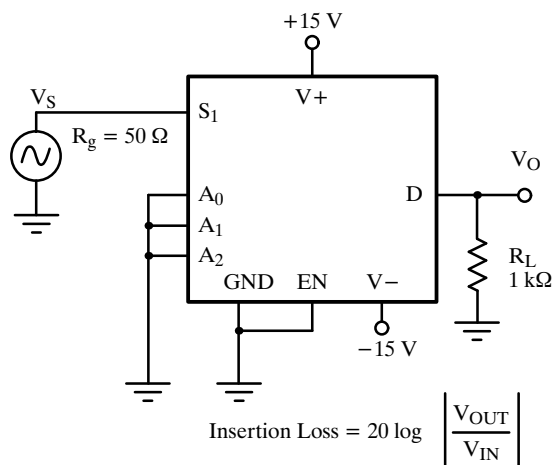 +15 V
V_S
V+
S_1
R_g = 50 Ω
V_O
A_0
D
A_1
A_2
R_L
1 kΩ
GND
EN
V−
−15 V
Insertion Loss = 20 log |V_OUT / V_IN|